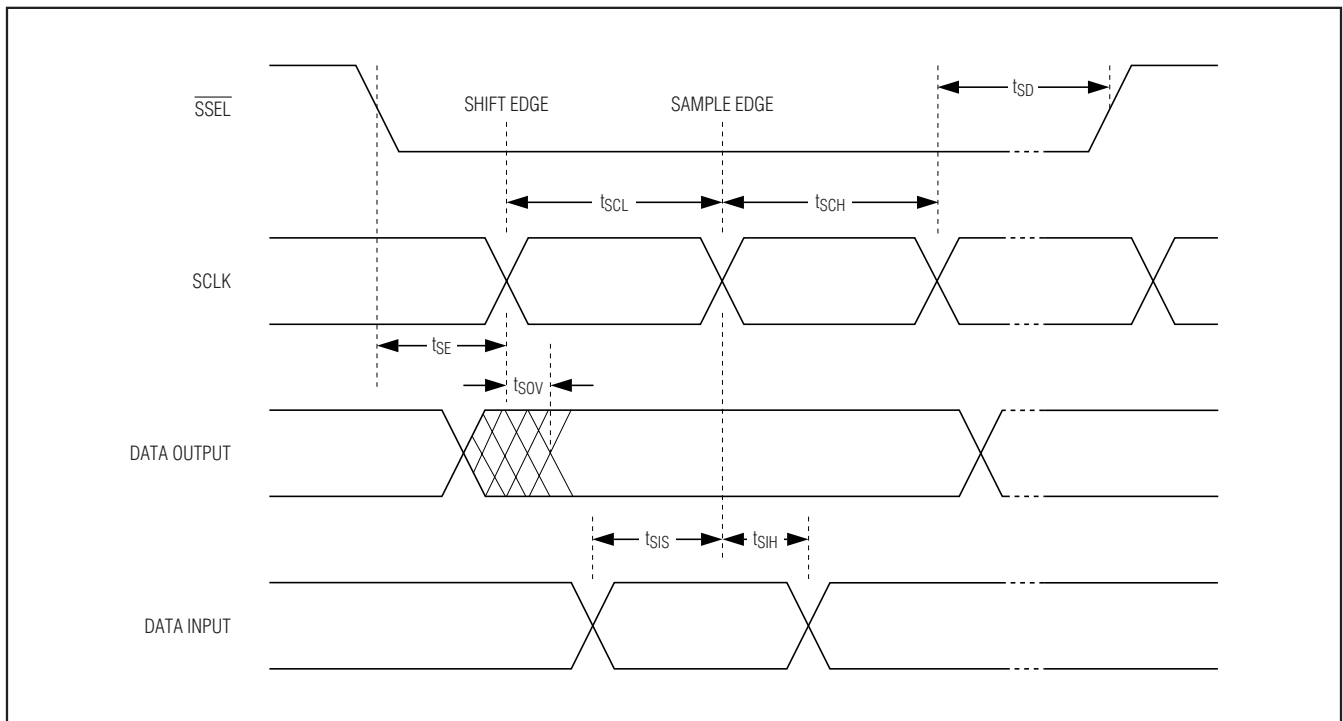 SSEL
SHIFT EDGE
SAMPLE EDGE
tSD
tSCL
tSCH
SCLK
tSE
tSOV
DATA OUTPUT
tSIS
tSIH
DATA INPUT